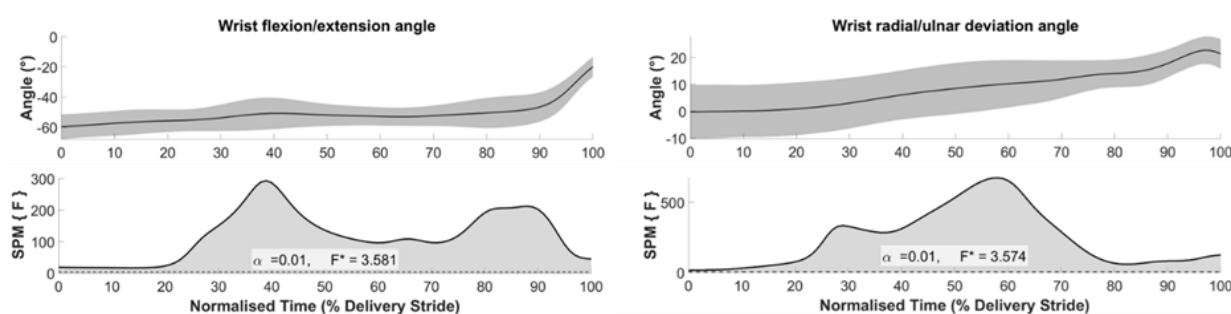 Wrist flexion/extension angle
Angle (°)
0
-20
-40
-60
0 10 20 30 40 50 60 70 80 90 100
SPM { F }
300
200
100
0
α =0.01, F* = 3.581
0 10 20 30 40 50 60 70 80 90 100
Normalised Time (% Delivery Stride)
Wrist radial/ulnar deviation angle
Angle (°)
20
10
0
-10
0 10 20 30 40 50 60 70 80 90 100
SPM { F }
500
0
α =0.01, F* = 3.574
0 10 20 30 40 50 60 70 80 90 100
Normalised Time (% Delivery Stride)